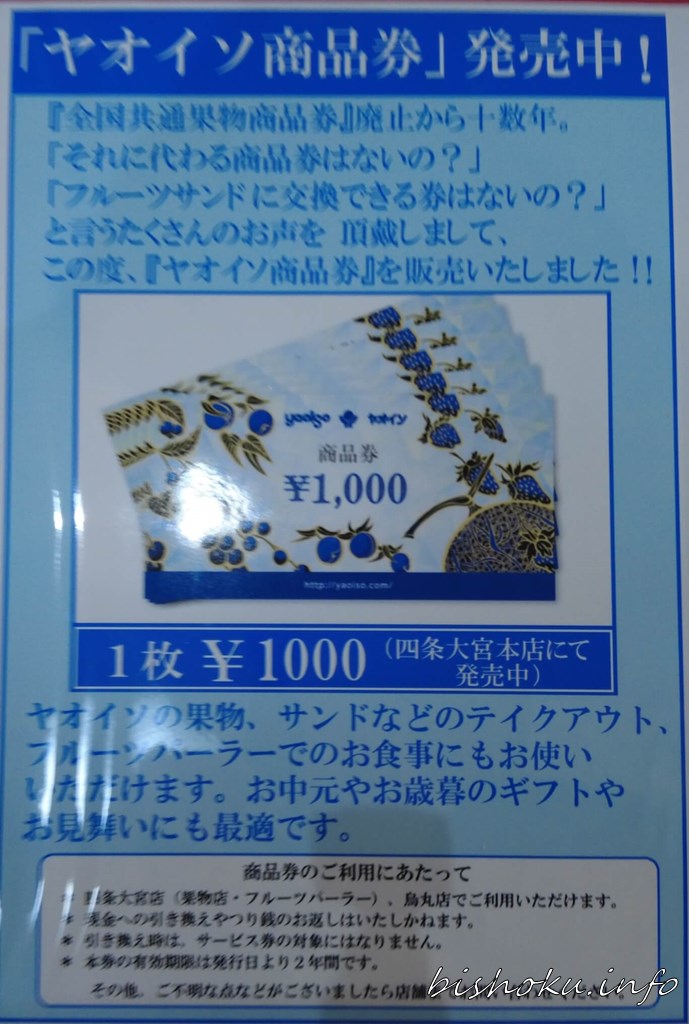 「ヤオイソ商品券」発売中！
『全国共通果物商品券』廃止から十数年。
「それに代わる商品券はないの？」
「フルーツサンドに交換できる券はないの？」
と言うたくさんのお声を 頂戴しまして、
この度、『ヤオイソ商品券』を販売いたしました！！
yaoiso ヤオイソ
商品券
¥1,000
http://yaoiso.com/
1枚 ¥1000 （四条大宮本店にて
発売中）
ヤオイソの果物、サンドなどのテイクアウト、
フルーツパーラーでのお食事にもお使い
いただけます。お中元やお歳暮のギフトや
お見舞いにも最適です。
商品券のご利用にあたって
＊ 四条大宮店（果物店・フルーツパーラー）、烏丸店でご利用いただけます。
＊ 現金への引き換えやつり銭のお返しはいたしかねます。
＊ 引き換え時は、サービス券の対象にはなりません。
＊ 本券の有効期限は発行日より２年間です。
その他、ご不明な点などがございましたら店舗
bishoku.info